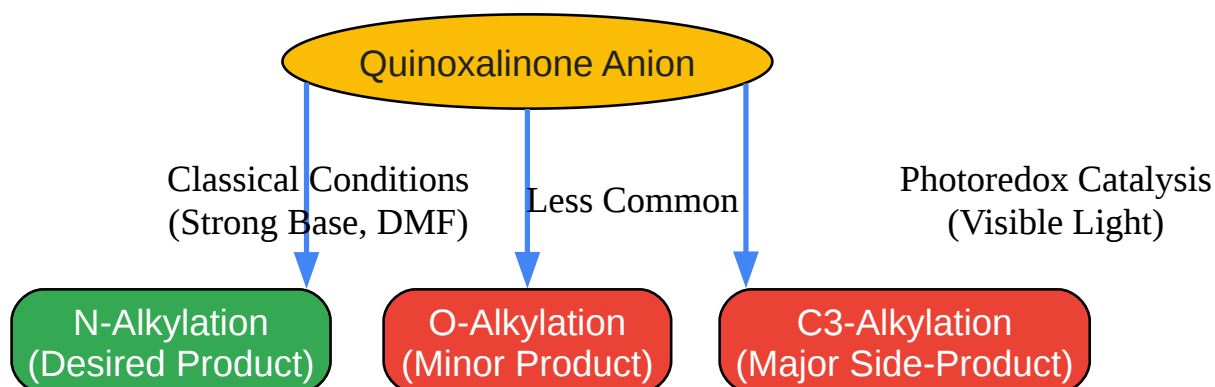 Quinoxalinone Anion
Classical Conditions
(Strong Base, DMF)
Less Common
Photoredox Catalysis
(Visible Light)
N-Alkylation
(Desired Product)
O-Alkylation
(Minor Product)
C3-Alkylation
(Major Side-Product)